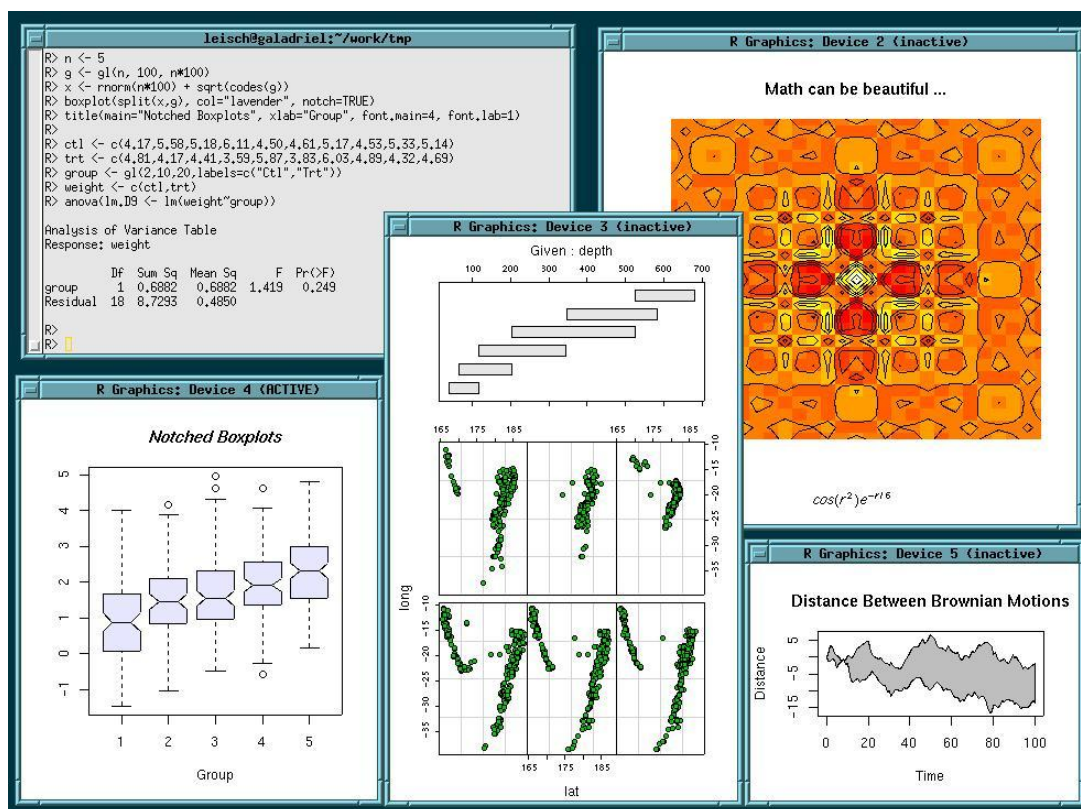 leisch@galadriel:~/work/tmp
R> n <- 5
R> g <- gl(n, 100, n*100)
R> x <- rnorm(n*100) + sqrt(codes(g))
R> boxplot(split(x,g), col="lavender", notch=TRUE)
R> title(main="Notched Boxplots", xlab="Group", font.main=4, font.lab=1)
R>
R> ctl <- c(4.17,5.58,5.18,6.11,4.50,4.61,5.17,4.53,5.33,5.14)
R> trt <- c(4.81,4.17,4.41,3.59,5.87,3.83,6.03,4.89,4.32,4.69)
R> group <- gl(2,10,20,labels=c("Ctl","Trt"))
R> weight <- c(ctl,trt)
R> anova(lm.D9 <- lm(weight~group))
Analysis of Variance Table
Response: weight
Df Sum Sq Mean Sq F Pr(>F)
group 1 0.6882 0.6882 1.419 0.249
Residual 18 8.7293 0.4850
R>
R>
R Graphics: Device 2 (inactive)
Math can be beautiful ...
cos(r²)e^-r/6
R Graphics: Device 3 (inactive)
Given : depth
100 200 300 400 500 600 700
165 175 185 165 175 185
-10
-15
-20
-25
-35
long
-10
-15
-20
-25
-35
165 175 185
lat
R Graphics: Device 4 (ACTIVE)
Notched Boxplots
5
4
3
2
1
0
-1
1 2 3 4 5
Group
R Graphics: Device 5 (inactive)
Distance Between Brownian Motions
Distance
5
-5
-15
0 20 40 60 80 100
Time